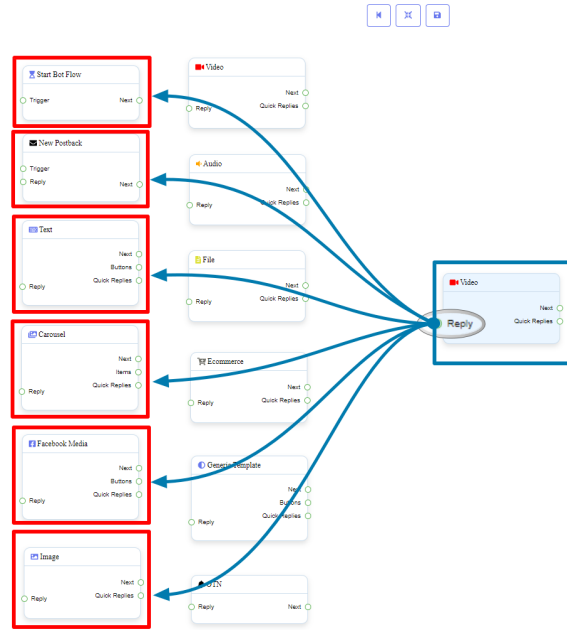 Start Bot Flow
Trigger
Next
New Postback
Trigger
Reply
Next
Text
Next
Buttons
Quick Replies
Reply
Carousel
Next
Items
Quick Replies
Reply
Facebook Media
Next
Buttons
Quick Replies
Reply
Image
Next
Quick Replies
Reply
Video
Next
Quick Replies
Reply
Audio
Next
Quick Replies
Reply
File
Next
Quick Replies
Reply
Ecommerce
Next
Quick Replies
Reply
Generic Template
Next
Buttons
Quick Replies
Reply
OTN
Reply
Next
Video
Next
Quick Replies
Reply